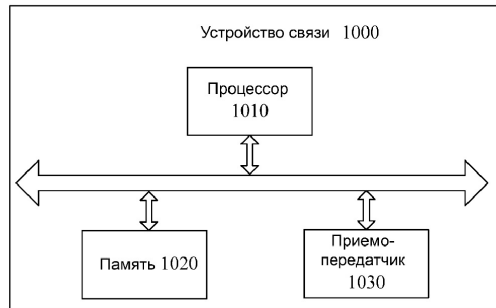 Устройство связи 1000
Процессор
1010
Память 1020
Приемо-
передатчик
1030